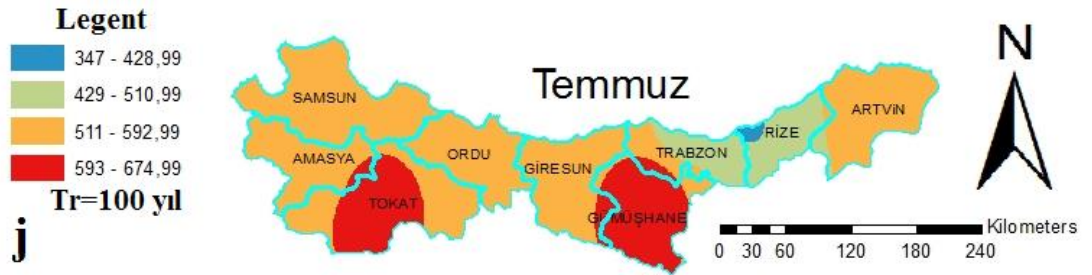 Legent
347 - 428,99
429 - 510,99
511 - 592,99
593 - 674,99
Tr=100 yıl
j
Temmuz
N
SAMSUN
AMASYA
ORDU
TOKAT
GİRESUN
TRABZON
GÜMÜŞHANE
RİZE
ARTVİN
Kilometers
0 30 60 120 180 240